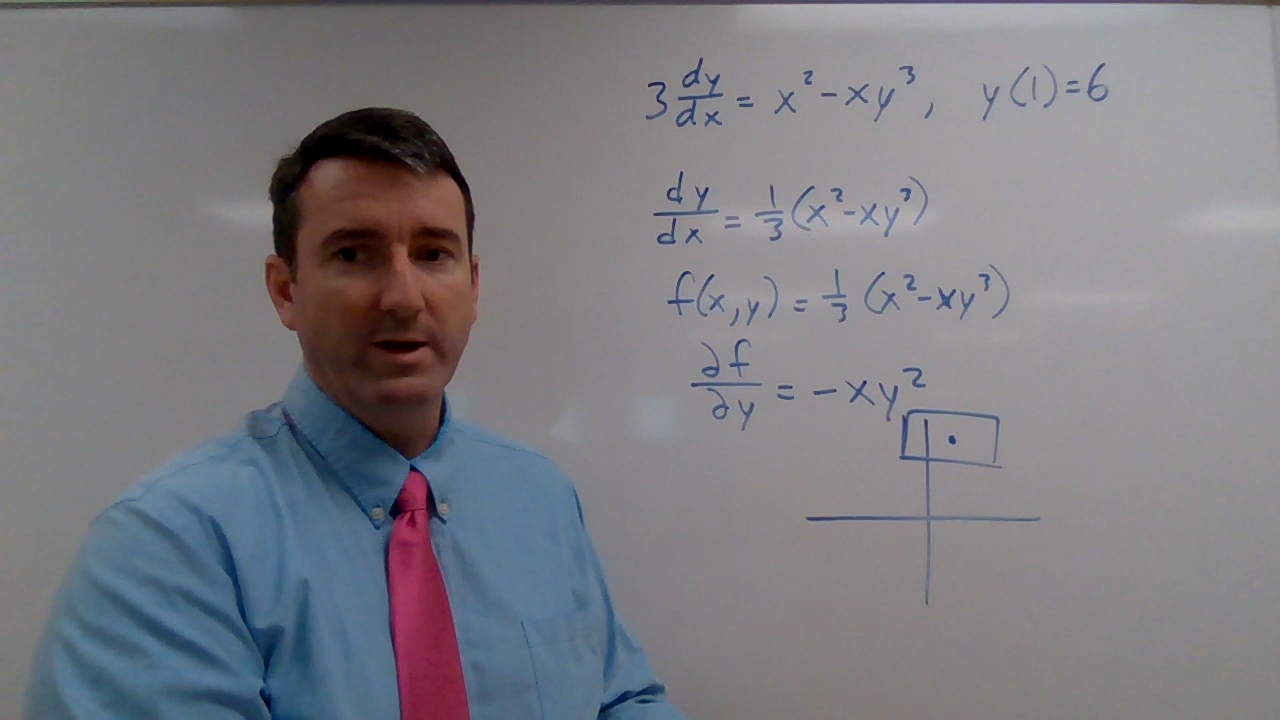 3 dy/dx = x² - xy³, y(1)=6
dy/dx = 1/3 (x² - xy³)
f(x,y) = 1/3 (x² - xy³)
∂f/∂y = - xy²